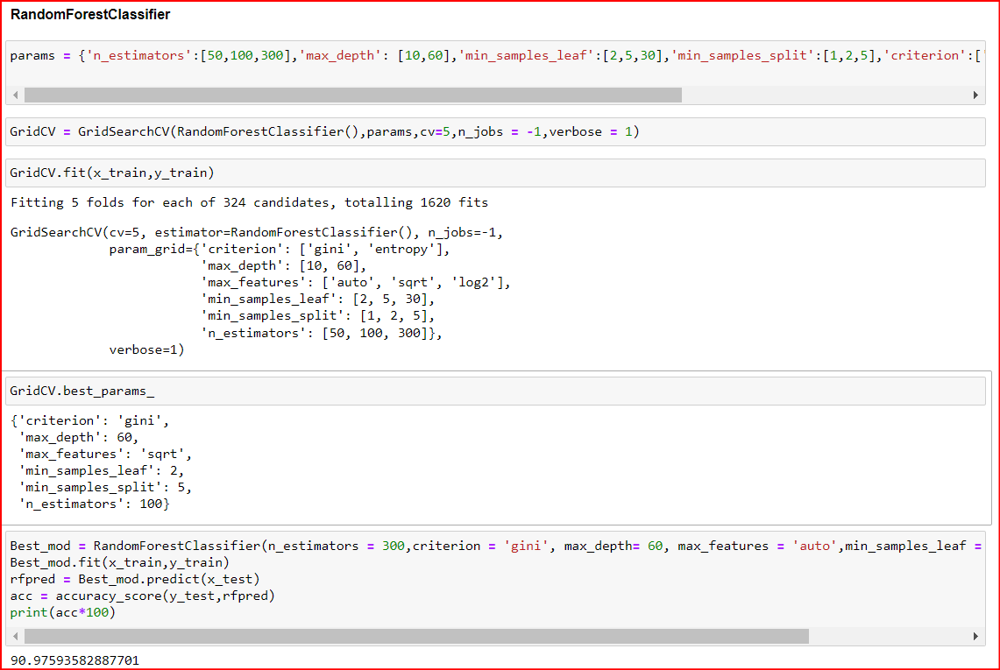 RandomForestClassifier
params = {'n_estimators':[50,100,300],'max_depth': [10,60],'min_samples_leaf':[2,5,30],'min_samples_split':[1,2,5],'criterion':['
GridCV = GridSearchCV(RandomForestClassifier(),params,cv=5,n_jobs = -1,verbose = 1)
GridCV.fit(x_train,y_train)
Fitting 5 folds for each of 324 candidates, totalling 1620 fits
GridSearchCV(cv=5, estimator=RandomForestClassifier(), n_jobs=-1,
             param_grid={'criterion': ['gini', 'entropy'],
                         'max_depth': [10, 60],
                         'max_features': ['auto', 'sqrt', 'log2'],
                         'min_samples_leaf': [2, 5, 30],
                         'min_samples_split': [1, 2, 5],
                         'n_estimators': [50, 100, 300]},
             verbose=1)
GridCV.best_params_
{'criterion': 'gini',
 'max_depth': 60,
 'max_features': 'sqrt',
 'min_samples_leaf': 2,
 'min_samples_split': 5,
 'n_estimators': 100}
Best_mod = RandomForestClassifier(n_estimators = 300,criterion = 'gini', max_depth= 60, max_features = 'auto',min_samples_leaf =
Best_mod.fit(x_train,y_train)
rfpred = Best_mod.predict(x_test)
acc = accuracy_score(y_test,rfpred)
print(acc*100)
90.97593582887701